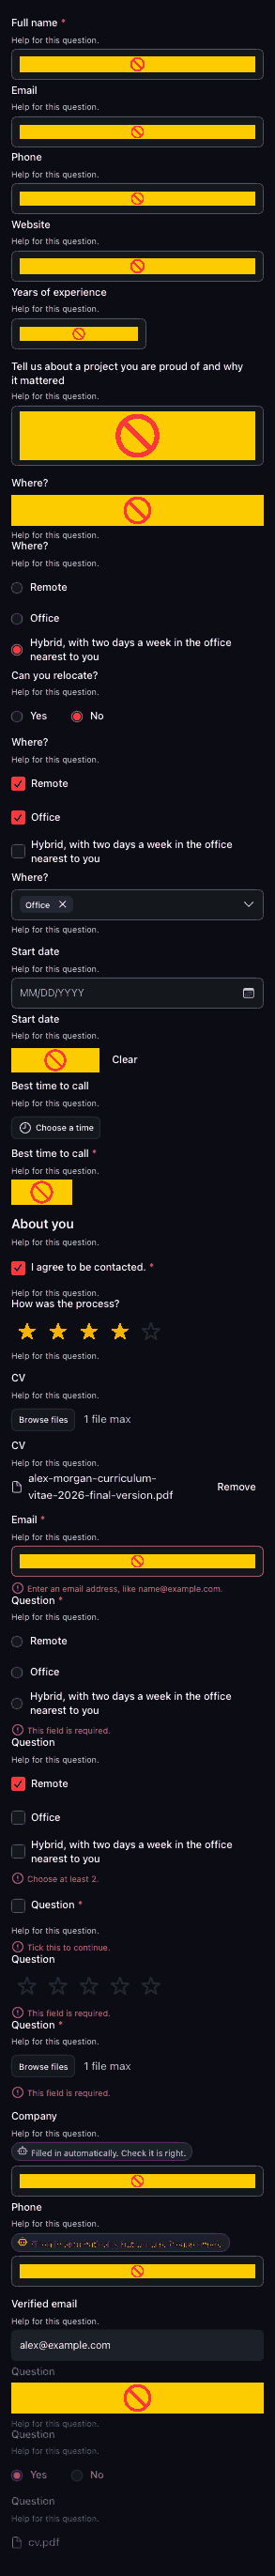 Full name *
Help for this question.
Email
Help for this question.
Phone
Help for this question.
Website
Help for this question.
Years of experience
Help for this question.
Tell us about a project you are proud of and why
it mattered
Help for this question.
Where?
Help for this question.
Where?
Help for this question.
Remote
Office
Hybrid, with two days a week in the office
nearest to you
Can you relocate?
Help for this question.
Yes No
Where?
Help for this question.
Remote
Office
Hybrid, with two days a week in the office
nearest to you
Where?
Office
Help for this question.
Start date
Help for this question.
MM/DD/YYYY
Start date
Help for this question.
Clear
Best time to call
Help for this question.
Choose a time
Best time to call *
Help for this question.
About you
Help for this question.
I agree to be contacted. *
Help for this question.
How was the process?
Help for this question.
CV
Help for this question.
Browse files 1 file max
CV
Help for this question.
alex-morgan-curriculum-
vitae-2026-final-version.pdf Remove
Email *
Help for this question.
Enter an email address, like name@example.com.
Question *
Help for this question.
Remote
Office
Hybrid, with two days a week in the office
nearest to you
This field is required.
Question
Help for this question.
Remote
Office
Hybrid, with two days a week in the office
nearest to you
Choose at least 2.
Question *
Help for this question.
Tick this to continue.
Question
This field is required.
Question *
Help for this question.
Browse files 1 file max
This field is required.
Company
Help for this question.
Filled in automatically. Check it is right.
Phone
Help for this question.
Verified email
Help for this question.
alex@example.com
Question
Help for this question.
Question
Help for this question.
Yes No
Question
Help for this question.
cv.pdf